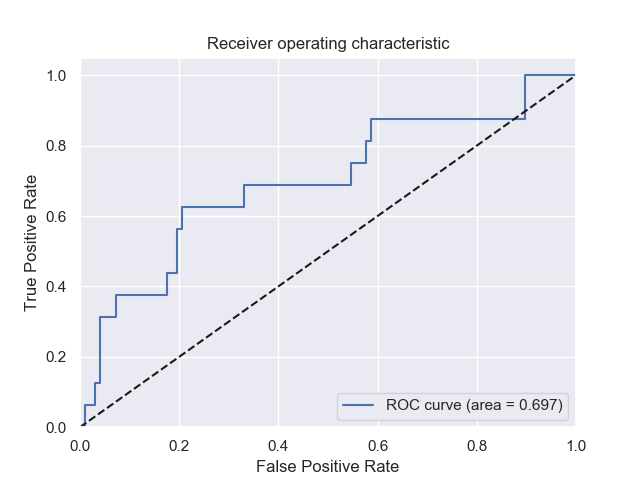 Receiver operating characteristic
True Positive Rate
1.0
0.8
0.6
0.4
0.2
0.0
ROC curve (area = 0.697)
0.0 0.2 0.4 0.6 0.8 1.0
False Positive Rate